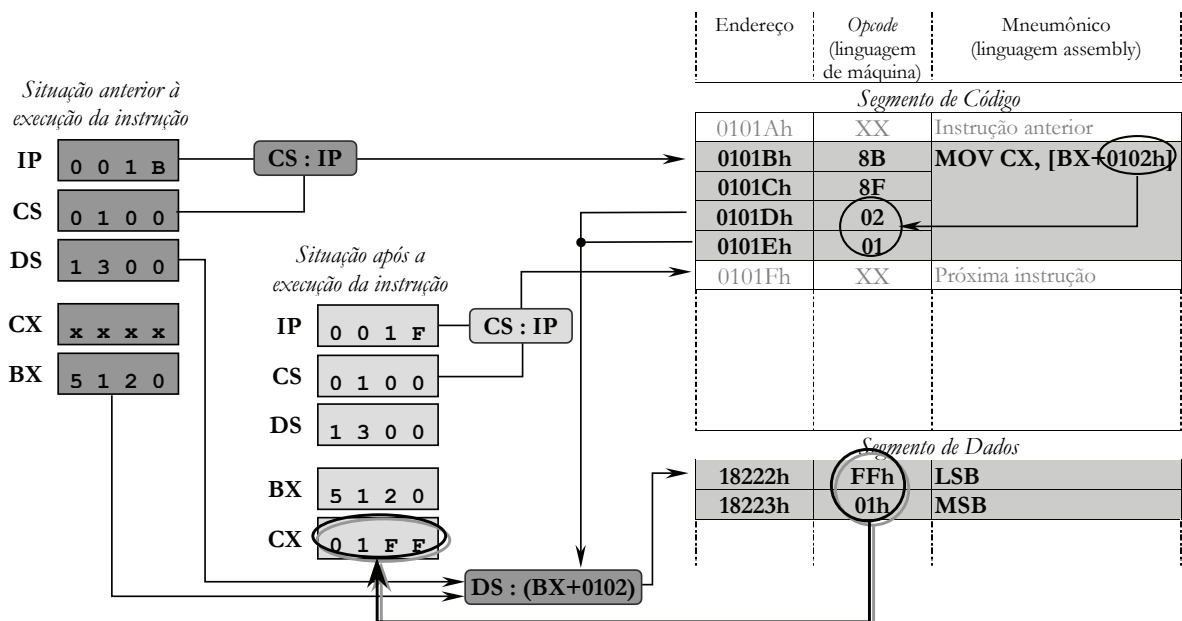 Endereço
Opcode
(linguagem
de máquina)
Mneumônico
(linguagem assembly)
Segmento de Código
0101Ah XX Instrução anterior
0101Bh 8B MOV CX, [BX+0102h]
0101Ch 8F
0101Dh 02
0101Eh 01
0101Fh XX Próxima instrução
Segmento de Dados
18222h FFh LSB
18223h 01h MSB
Situação anterior à
execução da instrução
IP 0 0 1 B
CS : IP
CS 0 1 0 0
DS 1 3 0 0
CX x x x x
BX 5 1 2 0
Situação após a
execução da instrução
IP 0 0 1 F
CS : IP
CS 0 1 0 0
DS 1 3 0 0
BX 5 1 2 0
CX 0 1 F F
DS : (BX+0102)